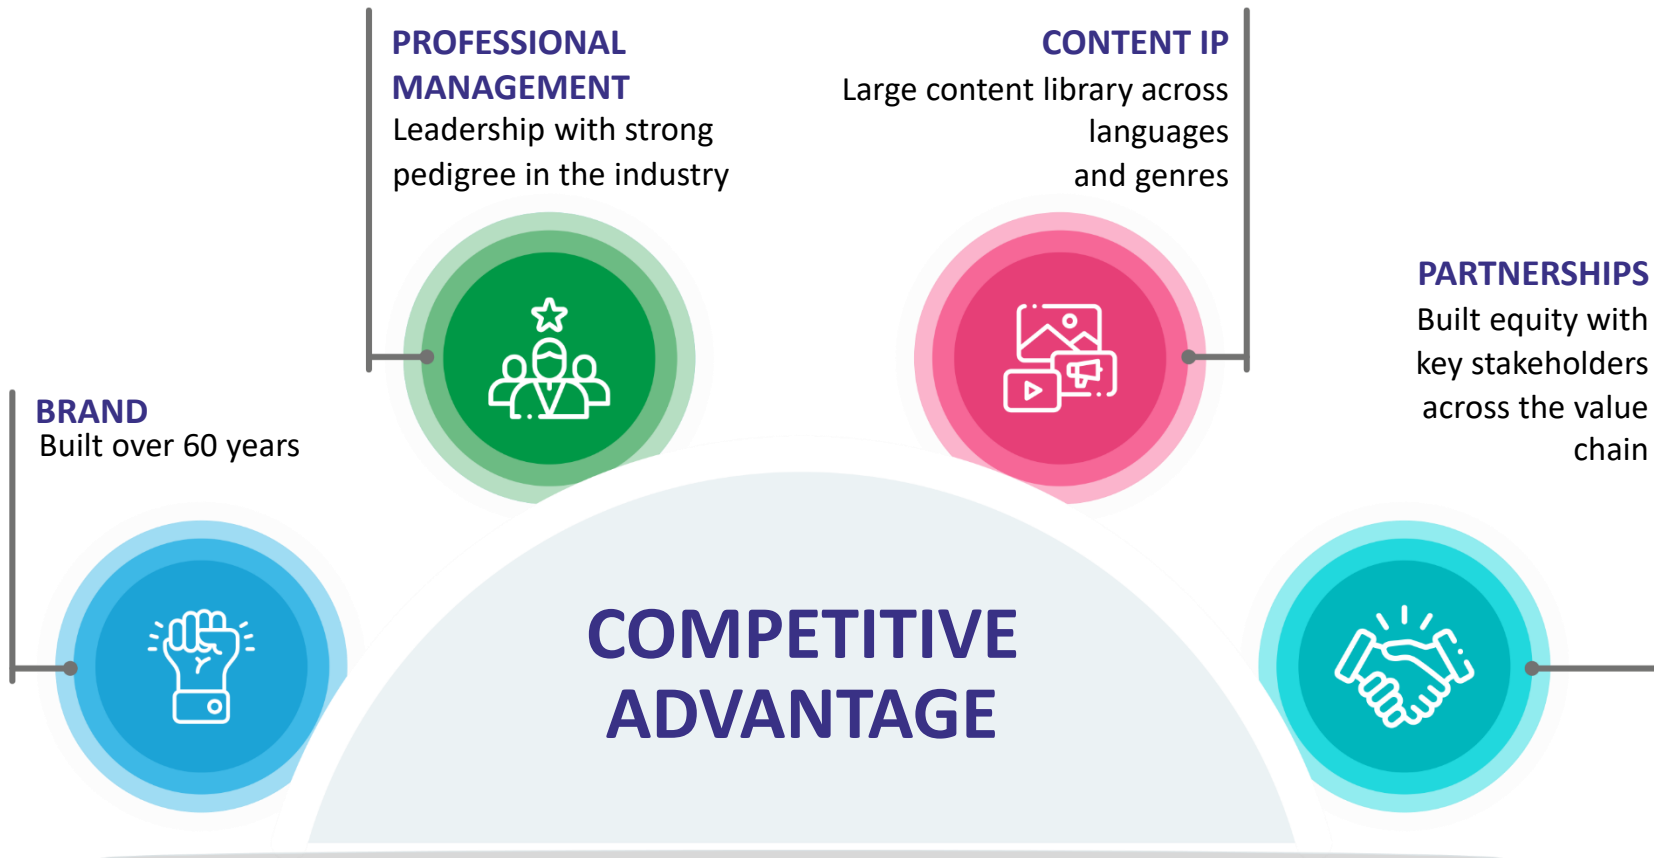 PROFESSIONAL
MANAGEMENT
Leadership with strong
pedigree in the industry
CONTENT IP
Large content library across
languages
and genres
PARTNERSHIPS
Built equity with
key stakeholders
across the value
chain
BRAND
Built over 60 years
COMPETITIVE
ADVANTAGE